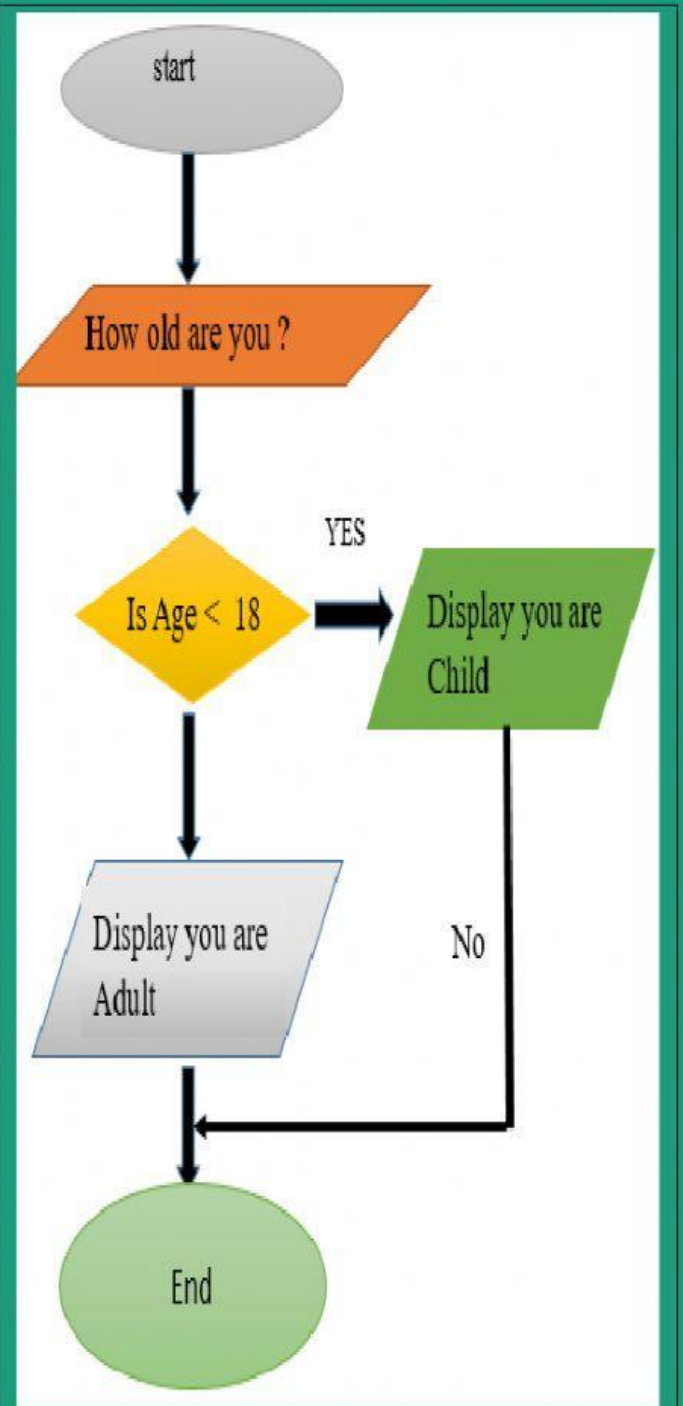 start
How old are you ?
YES
Is Age < 18
Display you are
Child
Display you are
Adult
No
End